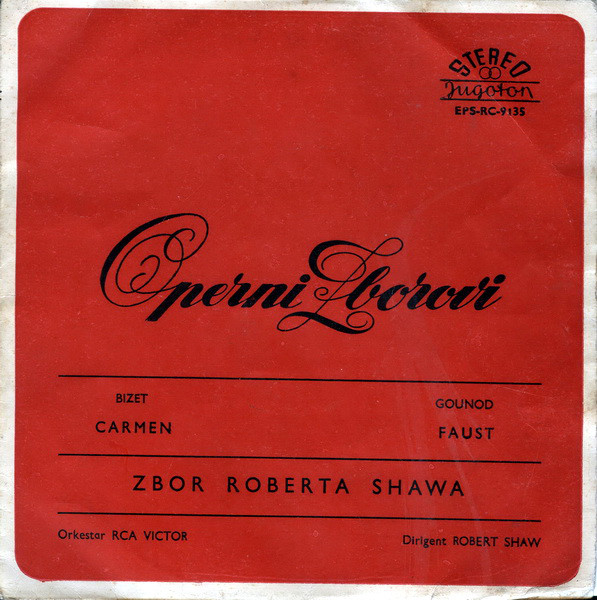 STEREO
Jugoton
EPS-RC-9135
Operni Zborovi
BIZET
CARMEN
GOUNOD
FAUST
ZBOR ROBERTA SHAWA
Orkestar RCA VICTOR
Dirigent ROBERT SHAW